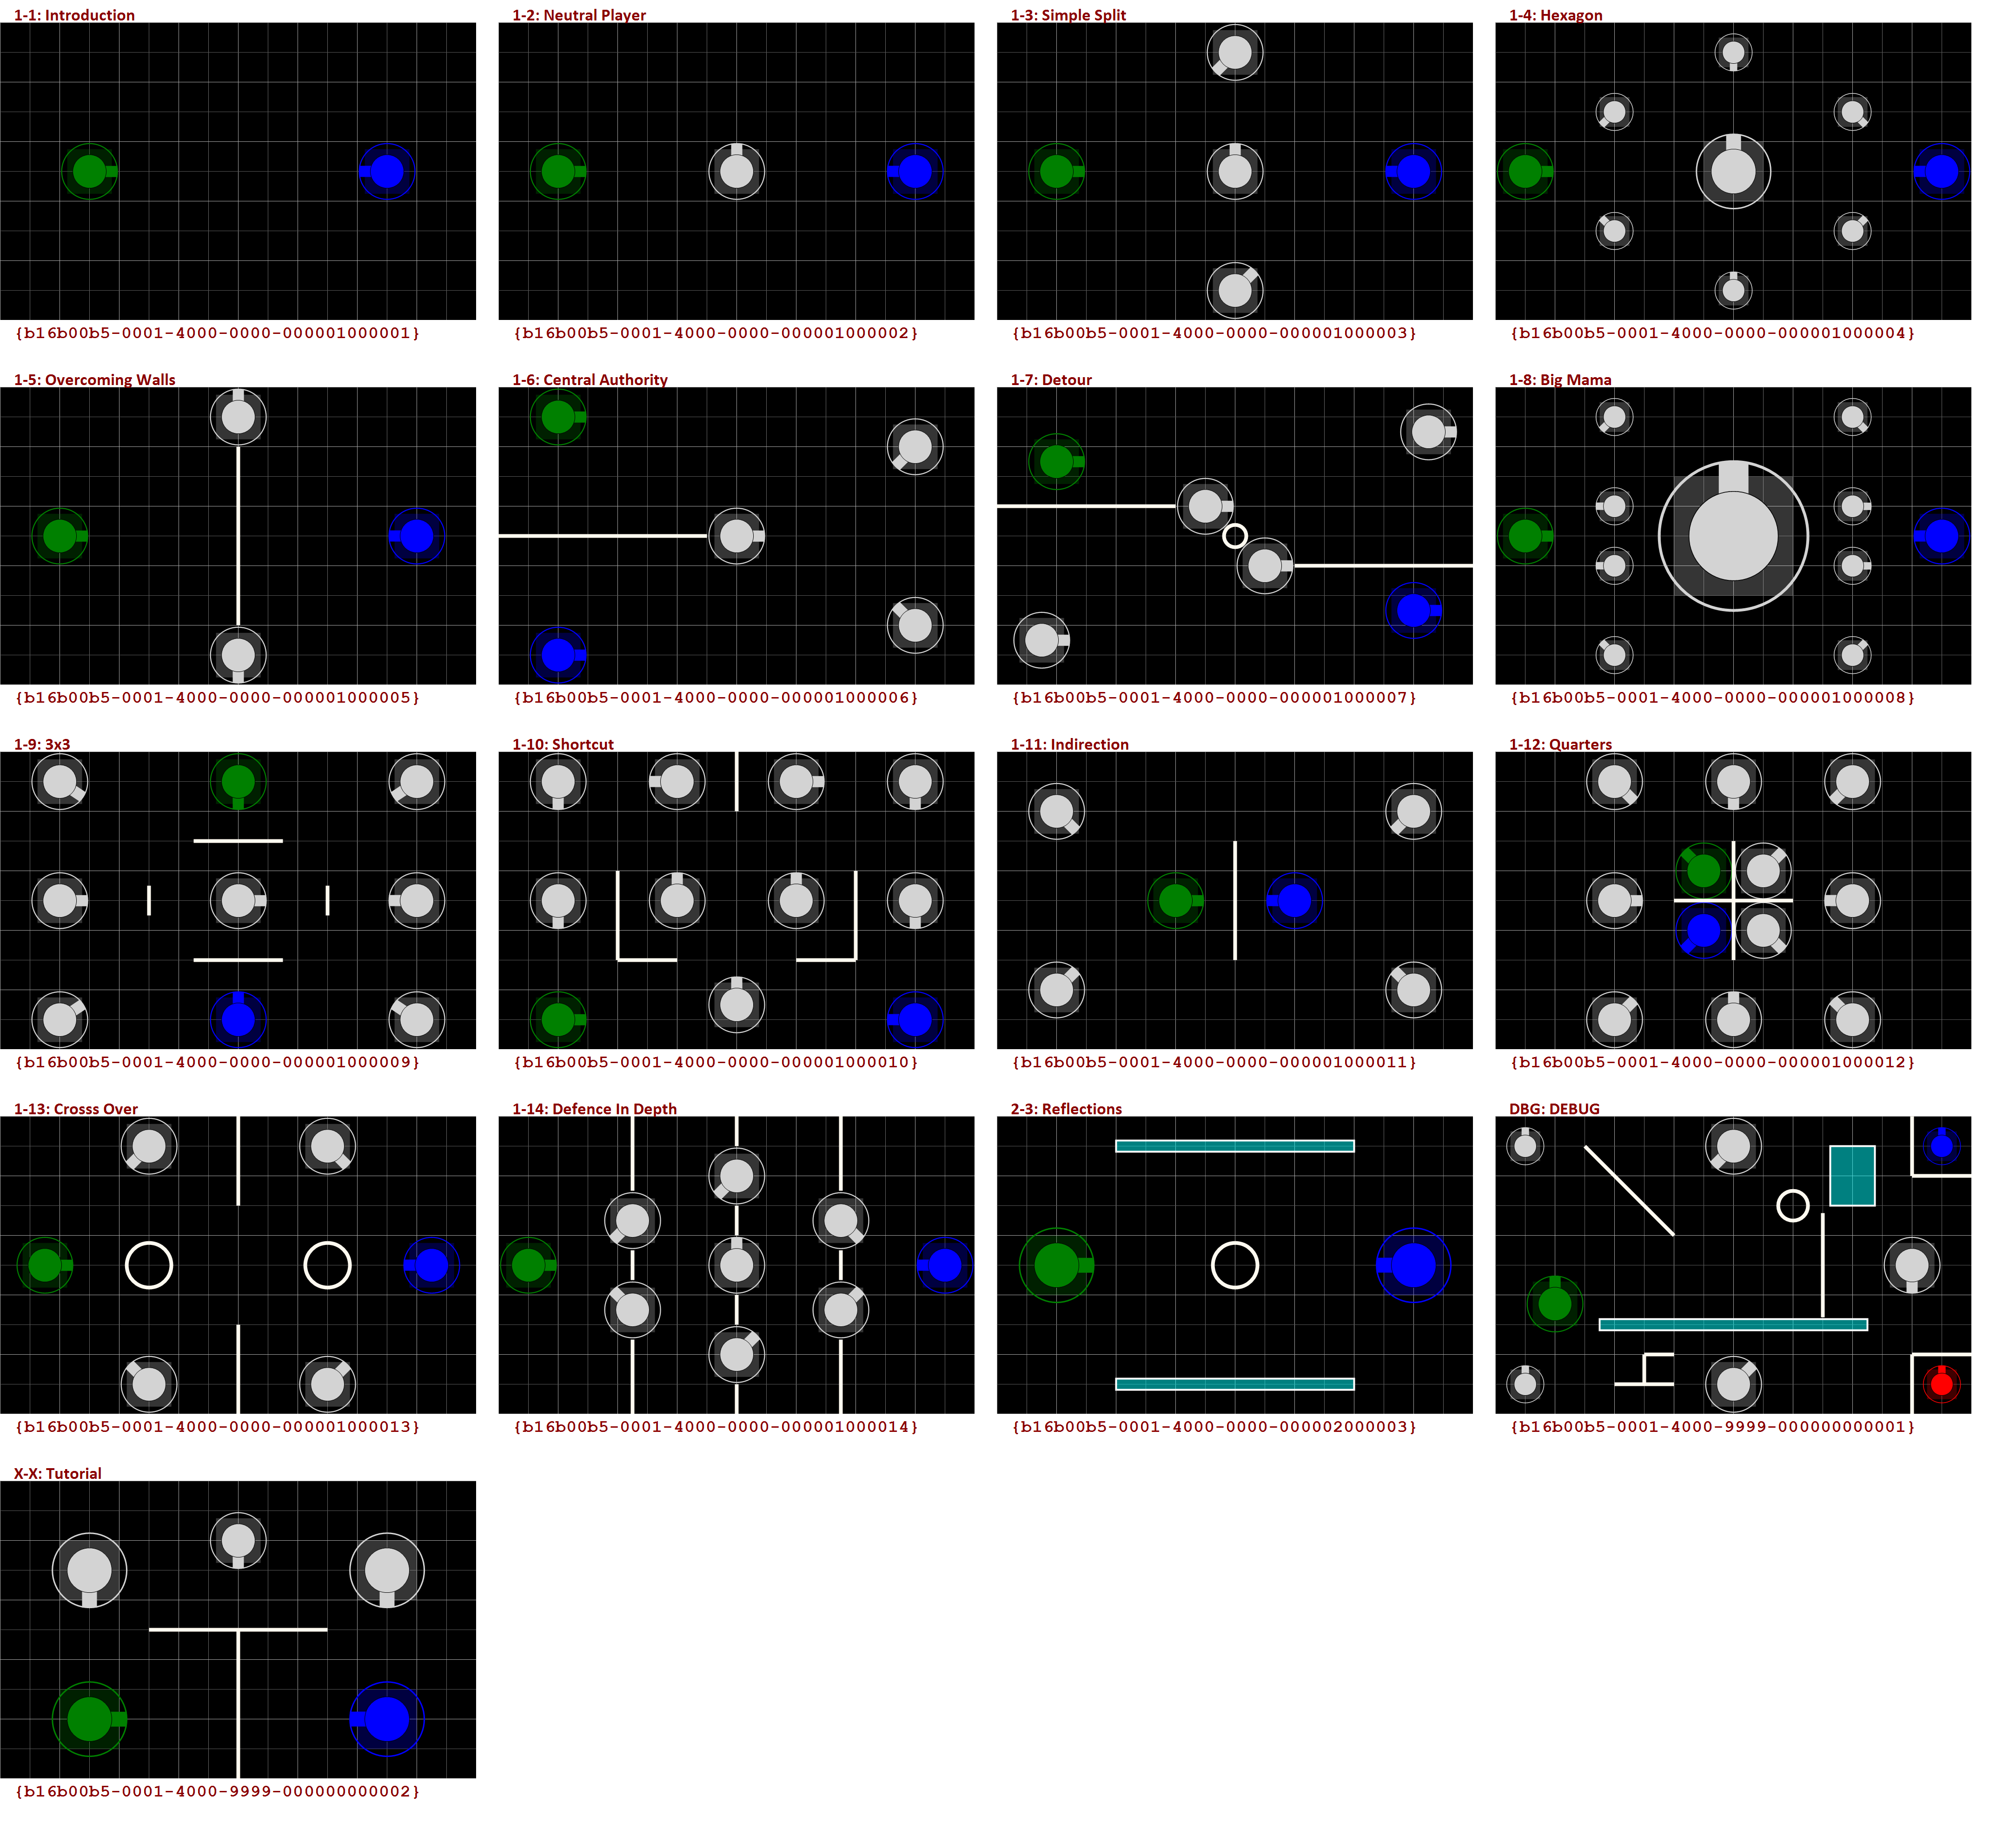 1-1: Introduction
1-2: Neutral Player
1-3: Simple Split
1-4: Hexagon
{b16b00b5-0001-4000-0000-000001000001}
{b16b00b5-0001-4000-0000-000001000002}
{b16b00b5-0001-4000-0000-000001000003}
{b16b00b5-0001-4000-0000-000001000004}
1-5: Overcoming Walls
1-6: Central Authority
1-7: Detour
1-8: Big Mama
{b16b00b5-0001-4000-0000-000001000005}
{b16b00b5-0001-4000-0000-000001000006}
{b16b00b5-0001-4000-0000-000001000007}
{b16b00b5-0001-4000-0000-000001000008}
1-9: 3x3
1-10: Shortcut
1-11: Indirection
1-12: Quarters
{b16b00b5-0001-4000-0000-000001000009}
{b16b00b5-0001-4000-0000-000001000010}
{b16b00b5-0001-4000-0000-000001000011}
{b16b00b5-0001-4000-0000-000001000012}
1-13: Crosss Over
1-14: Defence In Depth
2-3: Reflections
DBG: DEBUG
{b16b00b5-0001-4000-0000-000001000013}
{b16b00b5-0001-4000-0000-000001000014}
{b16b00b5-0001-4000-0000-000002000003}
{b16b00b5-0001-4000-9999-000000000001}
X-X: Tutorial
{b16b00b5-0001-4000-9999-000000000002}